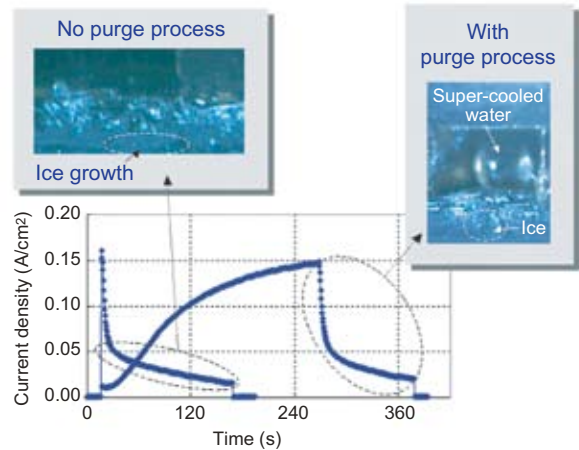 No purge process
Ice growth
With
purge process
Super-cooled
water
Ice
Current density (A/cm²)
0.20
0.15
0.10
0.05
0.00
0
120
240
360
Time (s)